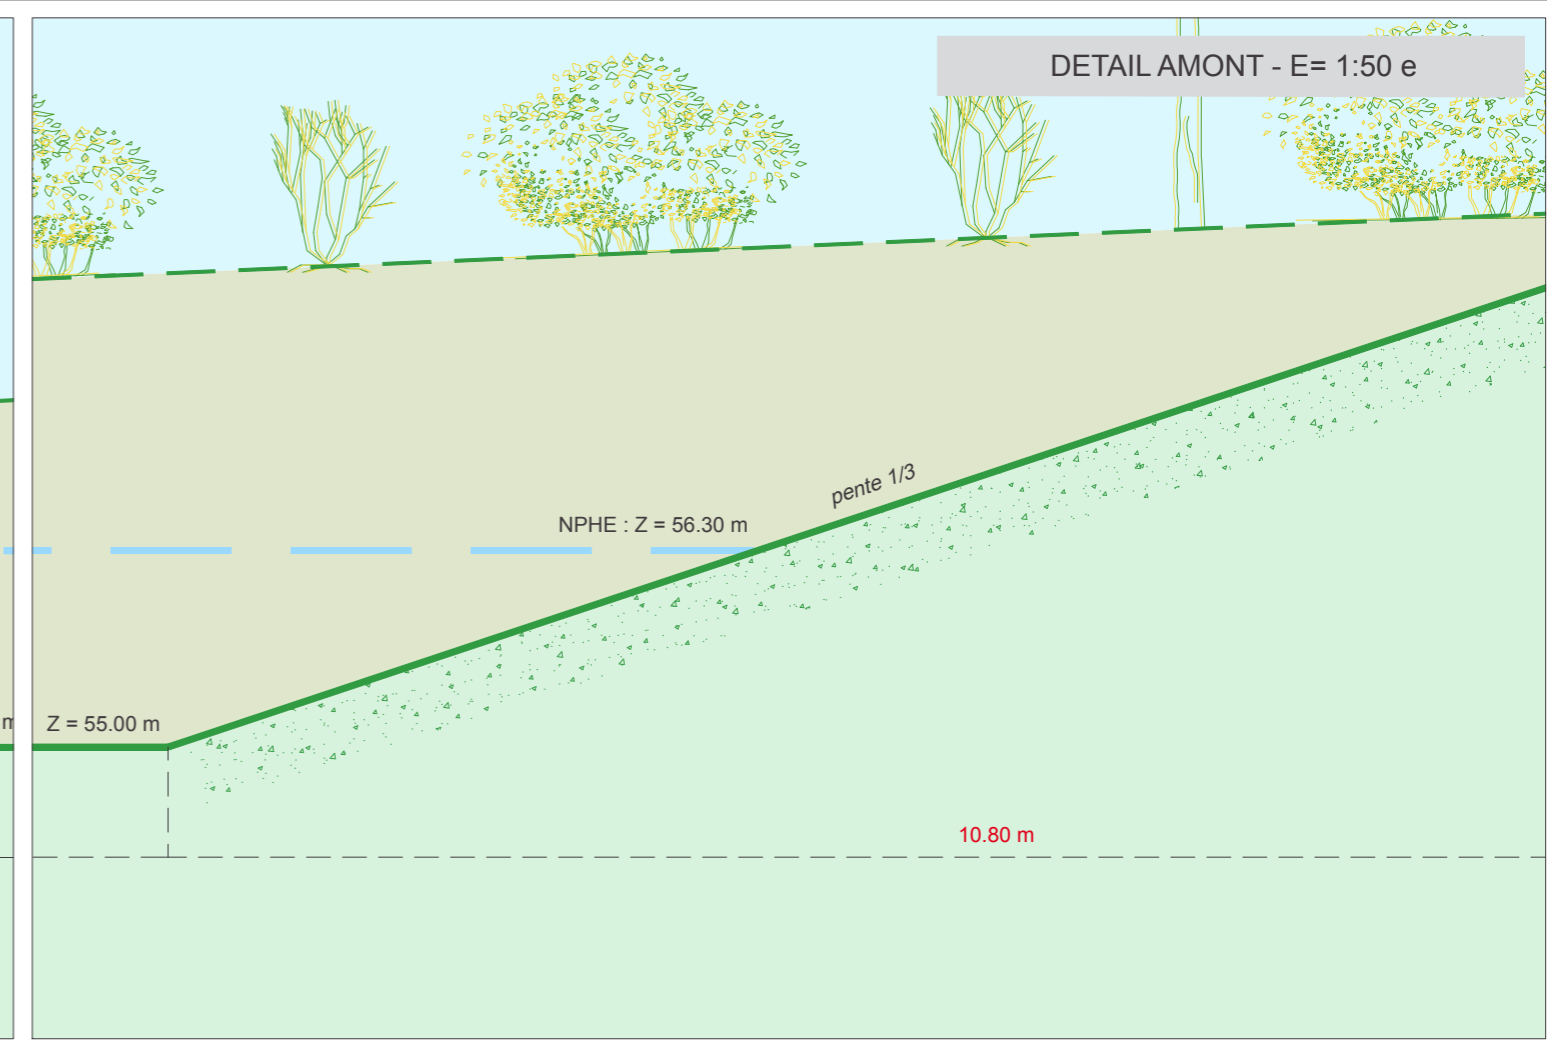 DETAIL AMONT - E= 1:50 e
pente 1/3
NPHE : Z = 56.30 m
m
Z = 55.00 m
10.80 m